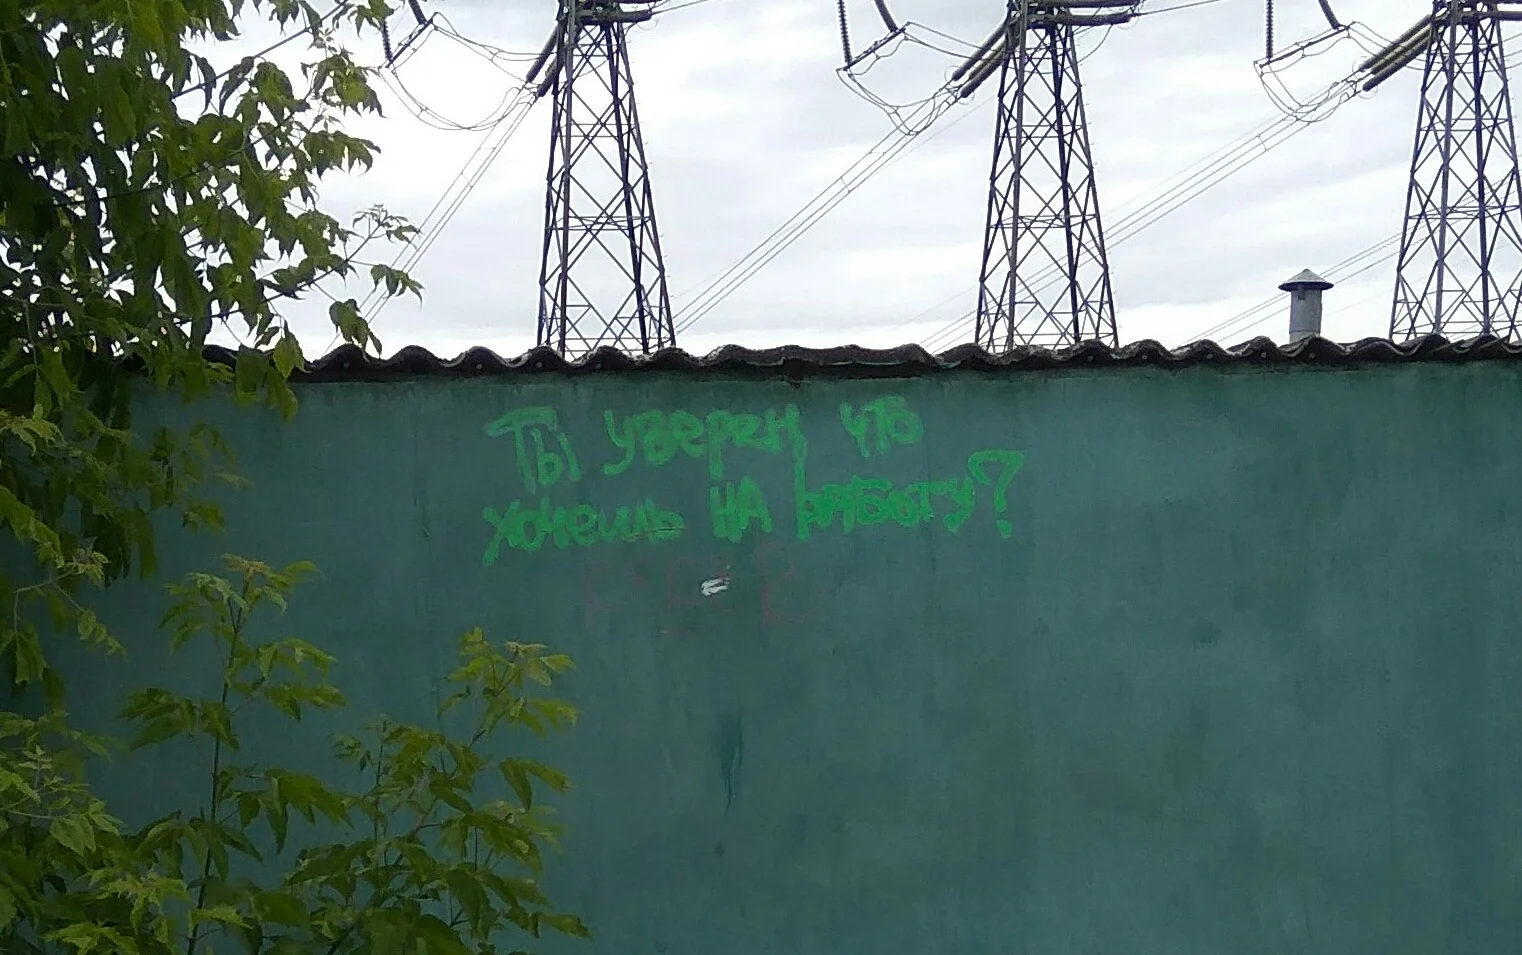 Ты уверен что
хочешь на работу?